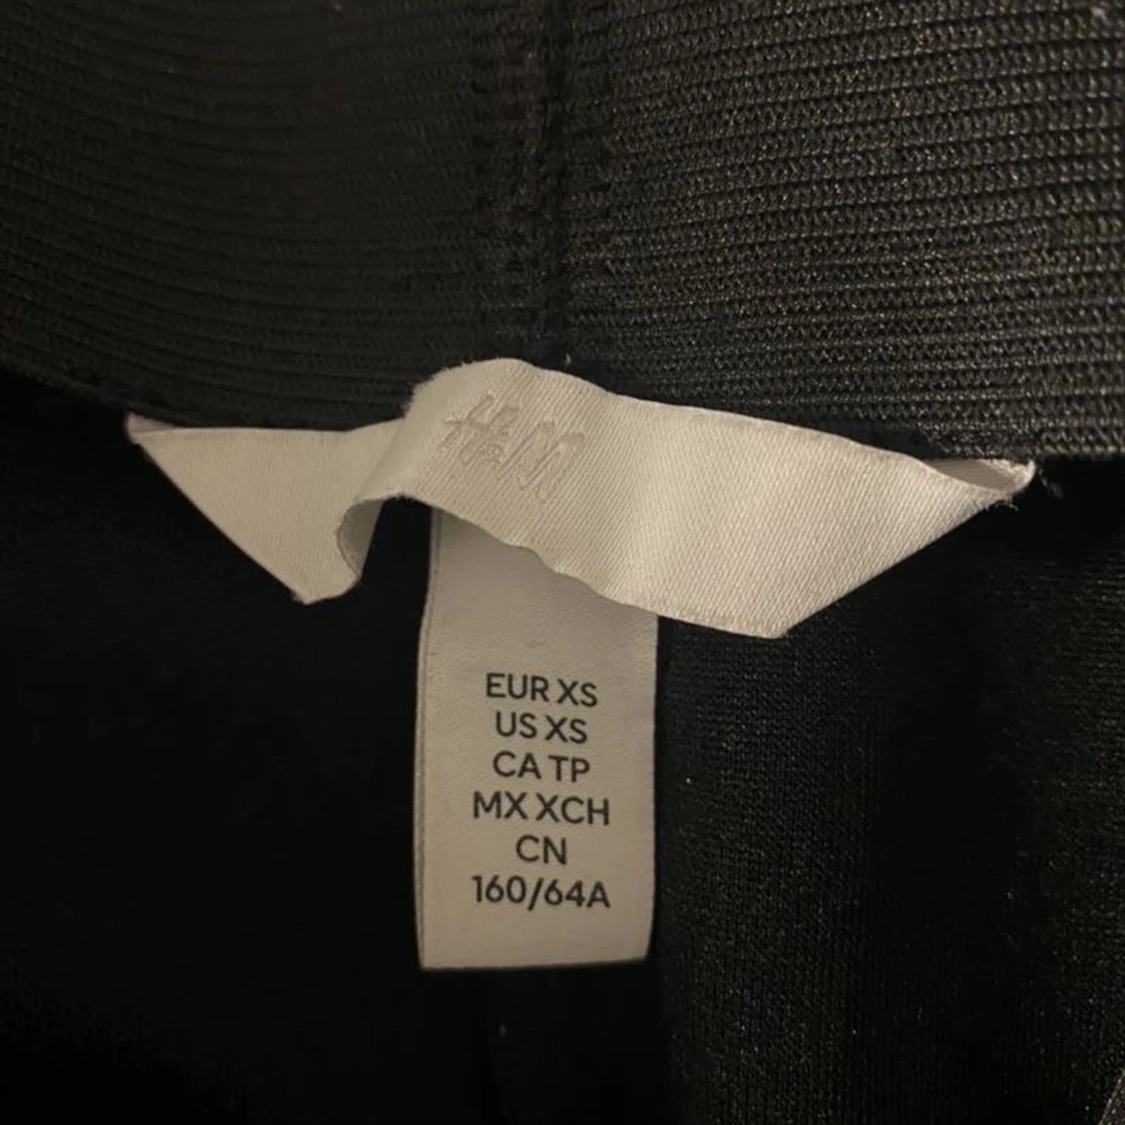 H&M
EUR XS
US XS
CA TP
MX XCH
CN
160/64A